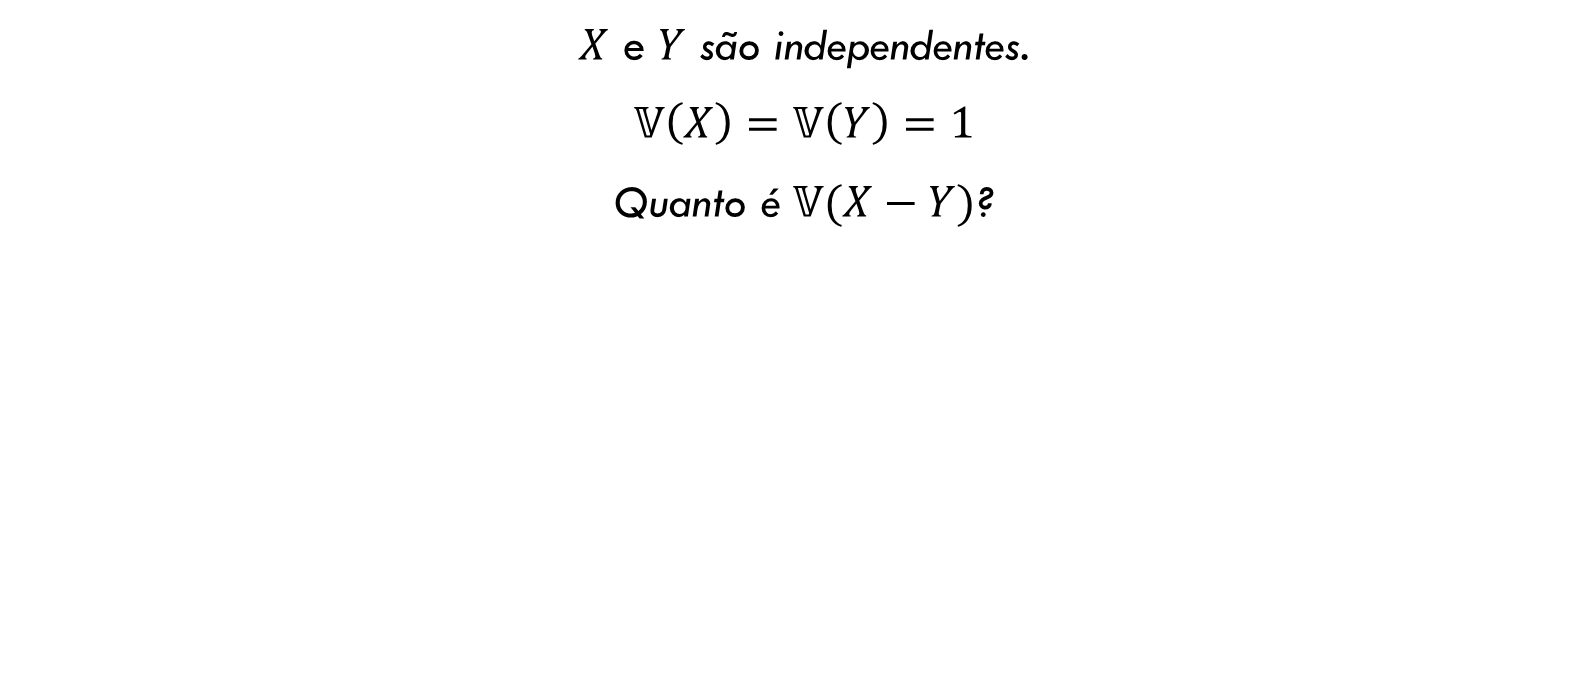 X e Y são independentes.
𝕍(X) = 𝕍(Y) = 1
Quanto é 𝕍(X − Y)?